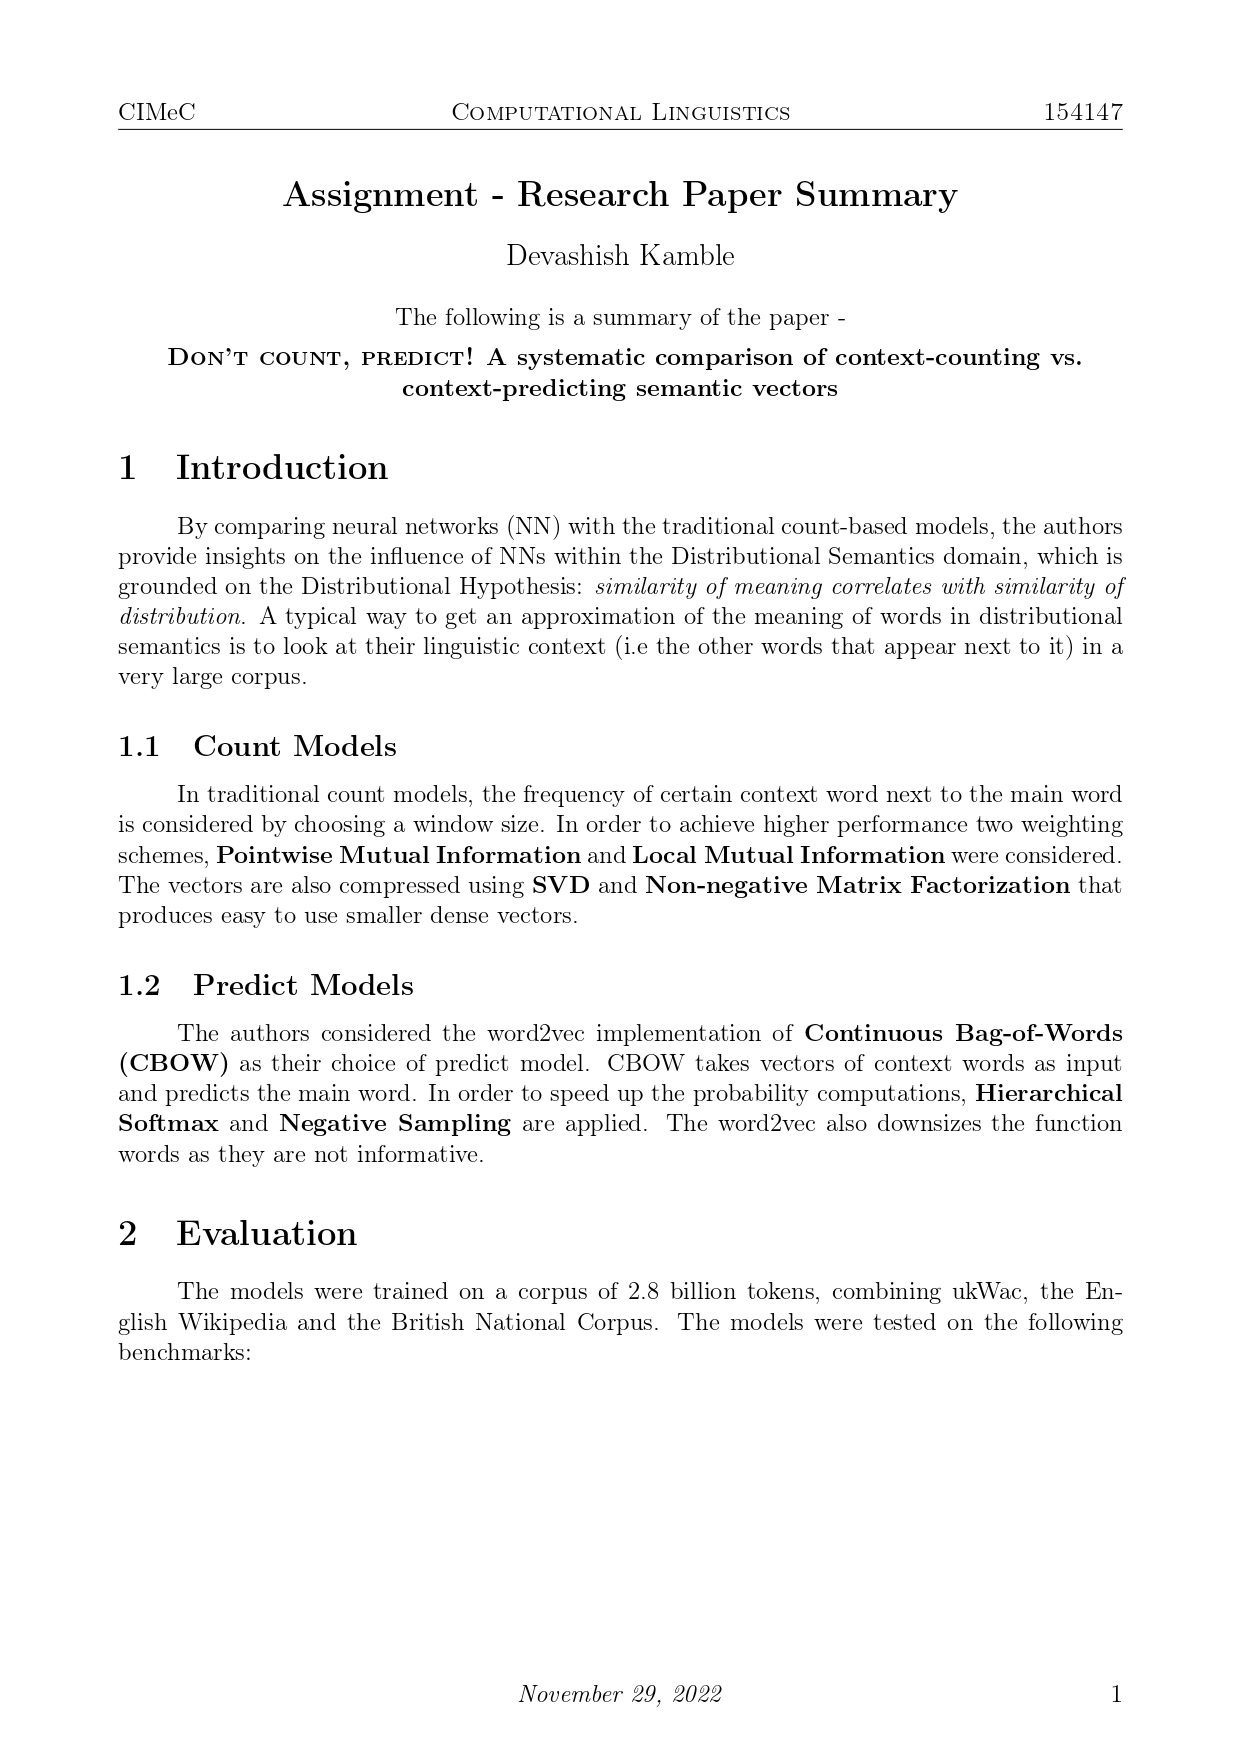 CIMeC Computational Linguistics 154147
Assignment - Research Paper Summary
Devashish Kamble
The following is a summary of the paper -
Don't count, predict! A systematic comparison of context-counting vs.
context-predicting semantic vectors
1 Introduction
By comparing neural networks (NN) with the traditional count-based models, the authors
provide insights on the influence of NNs within the Distributional Semantics domain, which is
grounded on the Distributional Hypothesis: similarity of meaning correlates with similarity of
distribution. A typical way to get an approximation of the meaning of words in distributional
semantics is to look at their linguistic context (i.e the other words that appear next to it) in a
very large corpus.
1.1 Count Models
In traditional count models, the frequency of certain context word next to the main word
is considered by choosing a window size. In order to achieve higher performance two weighting
schemes, Pointwise Mutual Information and Local Mutual Information were considered.
The vectors are also compressed using SVD and Non-negative Matrix Factorization that
produces easy to use smaller dense vectors.
1.2 Predict Models
The authors considered the word2vec implementation of Continuous Bag-of-Words
(CBOW) as their choice of predict model. CBOW takes vectors of context words as input
and predicts the main word. In order to speed up the probability computations, Hierarchical
Softmax and Negative Sampling are applied. The word2vec also downsizes the function
words as they are not informative.
2 Evaluation
The models were trained on a corpus of 2.8 billion tokens, combining ukWac, the En-
glish Wikipedia and the British National Corpus. The models were tested on the following
benchmarks:
November 29, 2022 1